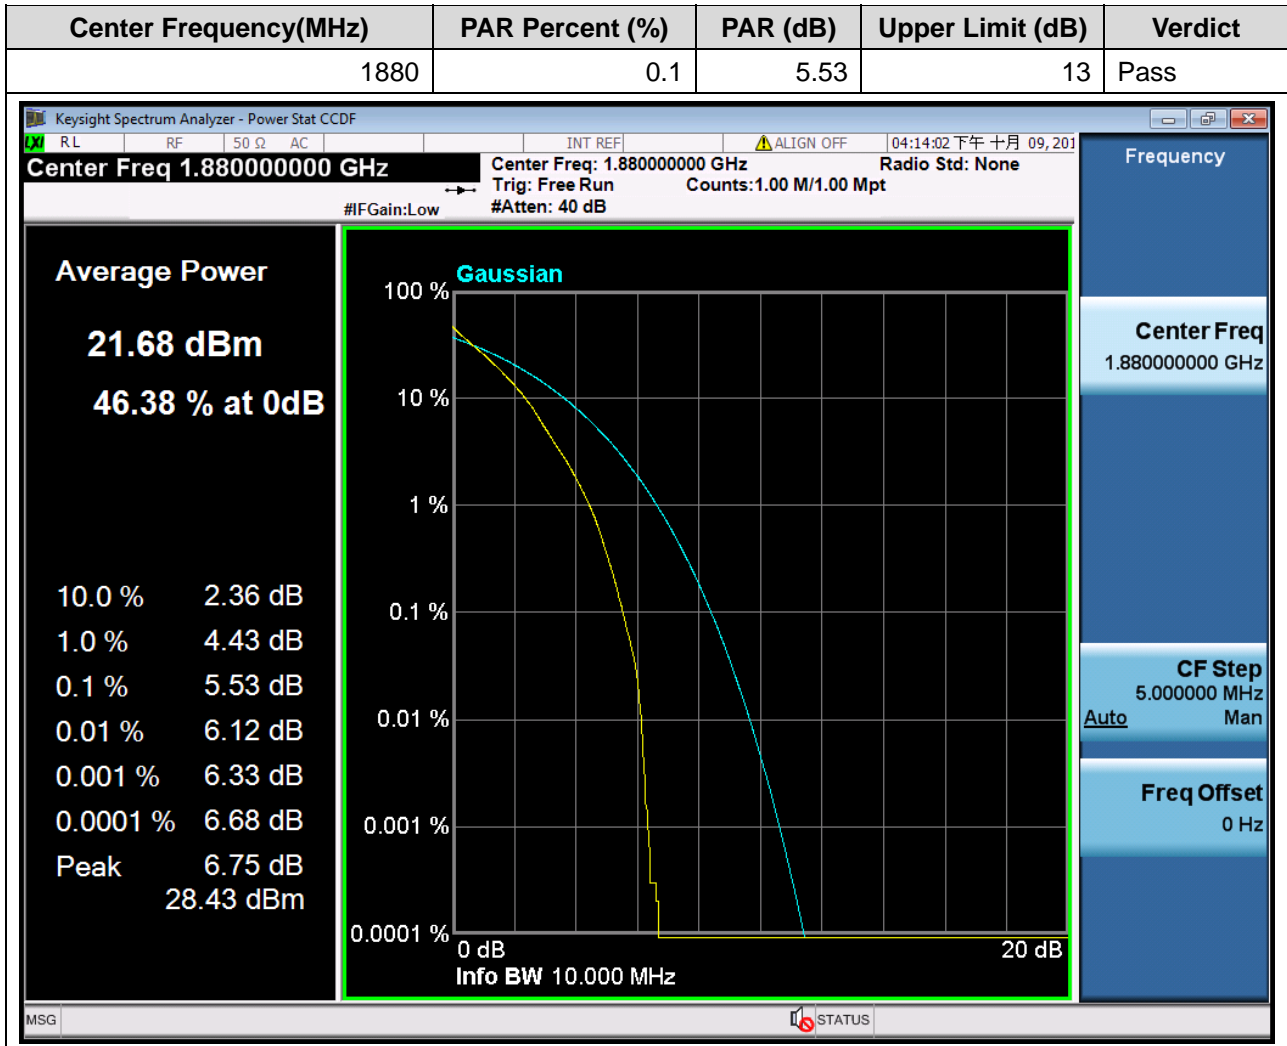 Center Frequency(MHz) PAR Percent (%) PAR (dB) Upper Limit (dB) Verdict
1880 0.1 5.53 13 Pass
Keysight Spectrum Analyzer - Power Stat CCDF
LXI RL RF 50 Ω AC INT REF ALIGN OFF 04:14:02 下午 十月 09, 201
Center Freq 1.880000000 GHz
Center Freq: 1.880000000 GHz Radio Std: None
Trig: Free Run Counts:1.00 M/1.00 Mpt
#IFGain:Low #Atten: 40 dB
Average Power
21.68 dBm
46.38 % at 0dB
10.0 % 2.36 dB
1.0 % 4.43 dB
0.1 % 5.53 dB
0.01 % 6.12 dB
0.001 % 6.33 dB
0.0001 % 6.68 dB
Peak 6.75 dB
28.43 dBm
Gaussian
100 %
10 %
1 %
0.1 %
0.01 %
0.001 %
0.0001 %
0 dB 20 dB
Info BW 10.000 MHz
Frequency
Center Freq
1.880000000 GHz
CF Step
5.000000 MHz
Auto Man
Freq Offset
0 Hz
MSG STATUS